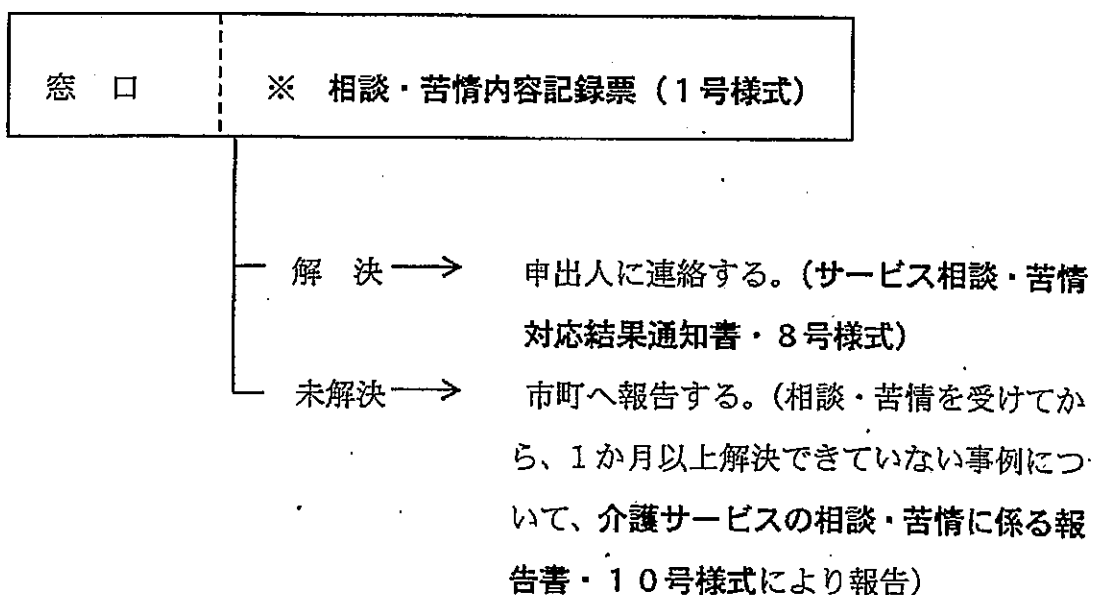 窓 口 ※ 相談・苦情内容記録票（1号様式）
解 決 → 申出人に連絡する。（サービス相談・苦情
対応結果通知書・8号様式）
未解決 → 市町へ報告する。（相談・苦情を受けてか
ら、1か月以上解決できていない事例につ
いて、介護サービスの相談・苦情に係る報
告書・10号様式により報告）